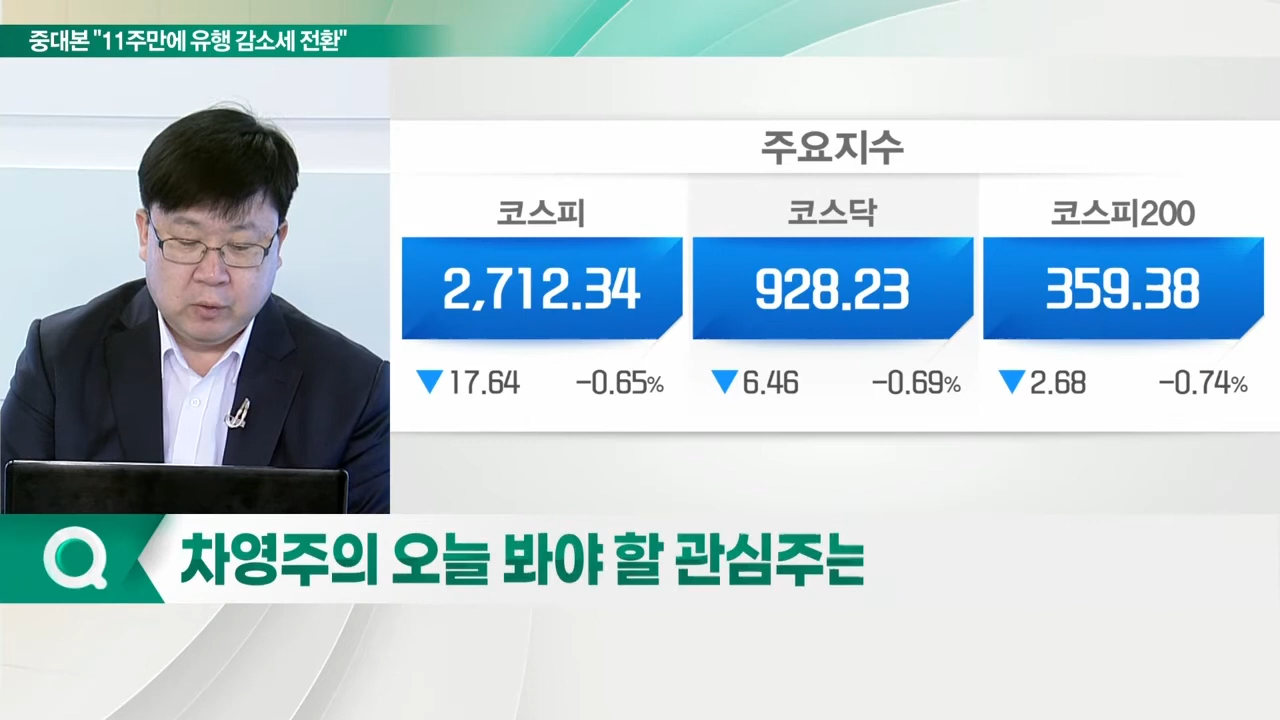 중대본 "11주만에 유행 감소세 전환"
주요지수
코스피 코스닥 코스피200
2,712.34 928.23 359.38
▼17.64 -0.65% ▼6.46 -0.69% ▼2.68 -0.74%
차영주의 오늘 봐야 할 관심주는